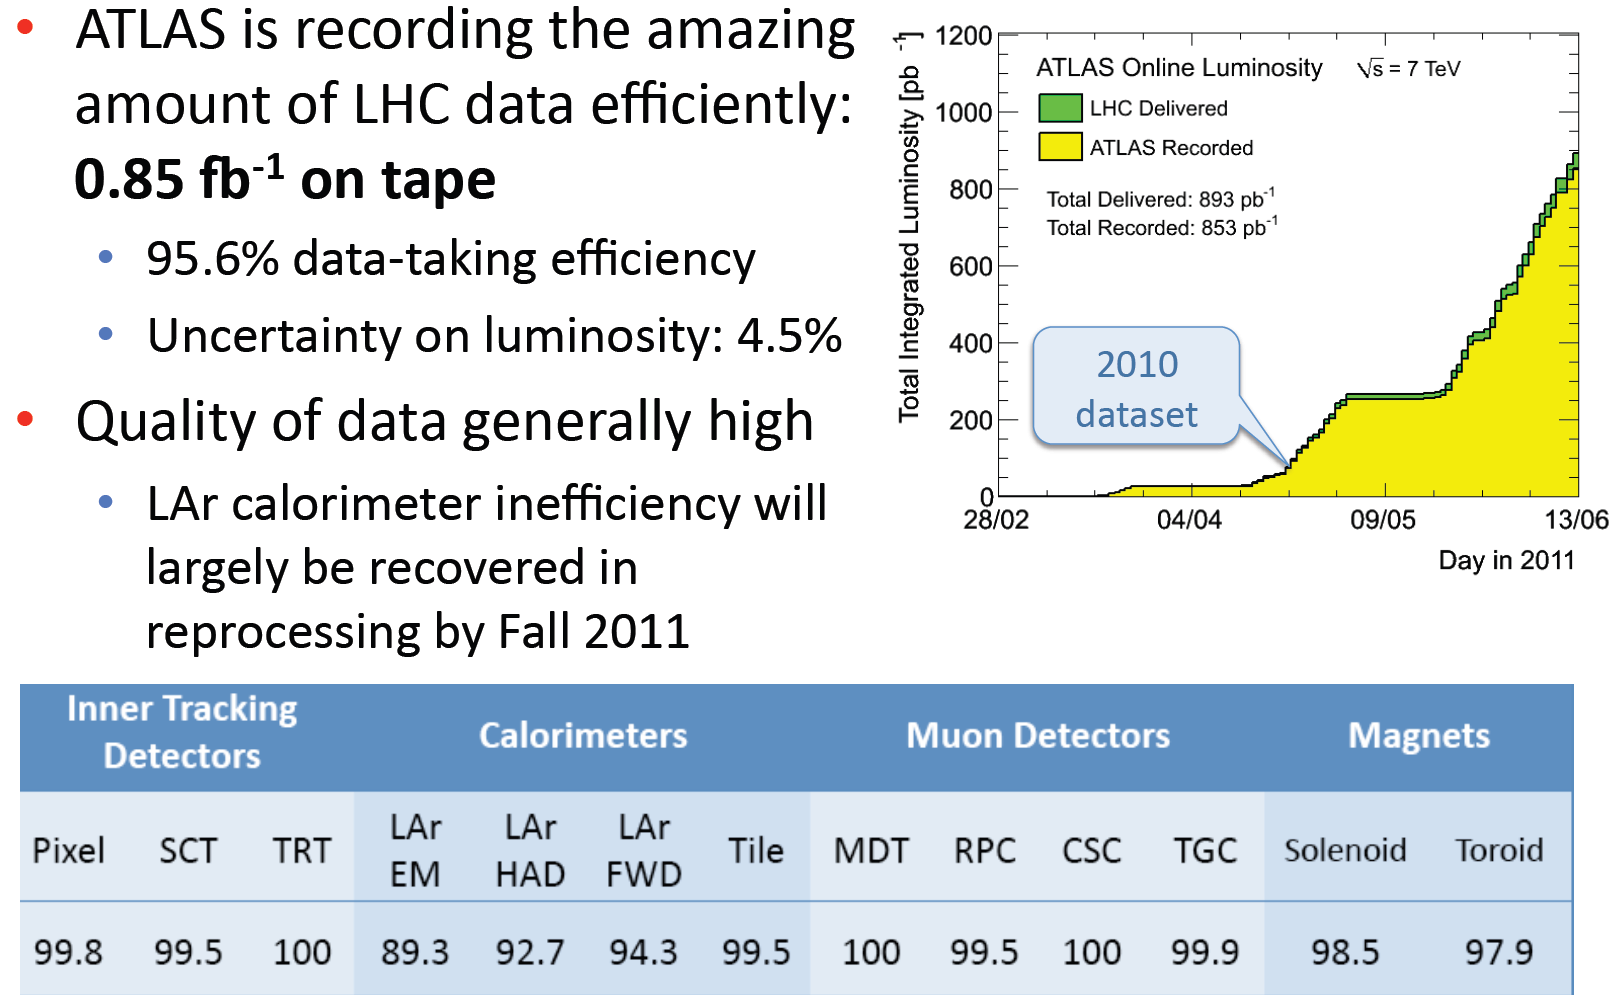 • ATLAS is recording the amazing
amount of LHC data efficiently:
0.85 fb-1 on tape
• 95.6% data-taking efficiency
• Uncertainty on luminosity: 4.5%
• Quality of data generally high
• LAr calorimeter inefficiency will
largely be recovered in
reprocessing by Fall 2011
Total Integrated Luminosity [pb -1]
1200
1000
800
600
400
200
0
ATLAS Online Luminosity √s = 7 TeV
LHC Delivered
ATLAS Recorded
Total Delivered: 893 pb-1
Total Recorded: 853 pb-1
2010
dataset
28/02 04/04 09/05 13/06
Day in 2011
Inner Tracking
Detectors
Calorimeters
Muon Detectors
Magnets
Pixel SCT TRT LAr EM LAr HAD LAr FWD Tile MDT RPC CSC TGC Solenoid Toroid
99.8 99.5 100 89.3 92.7 94.3 99.5 100 99.5 100 99.9 98.5 97.9